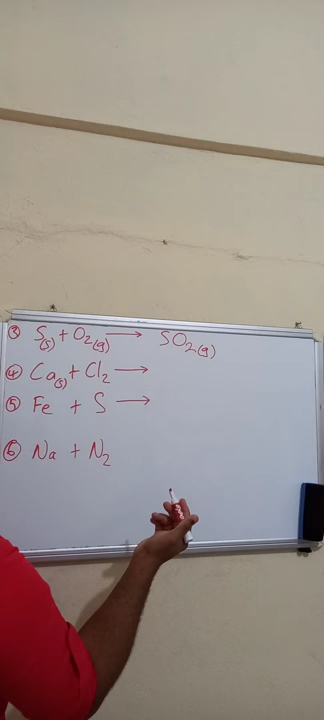 ③ S(s) + O2(g) → SO2(g)
④ Ca(s) + Cl2 →
⑤ Fe + S →
⑥ Na + N2